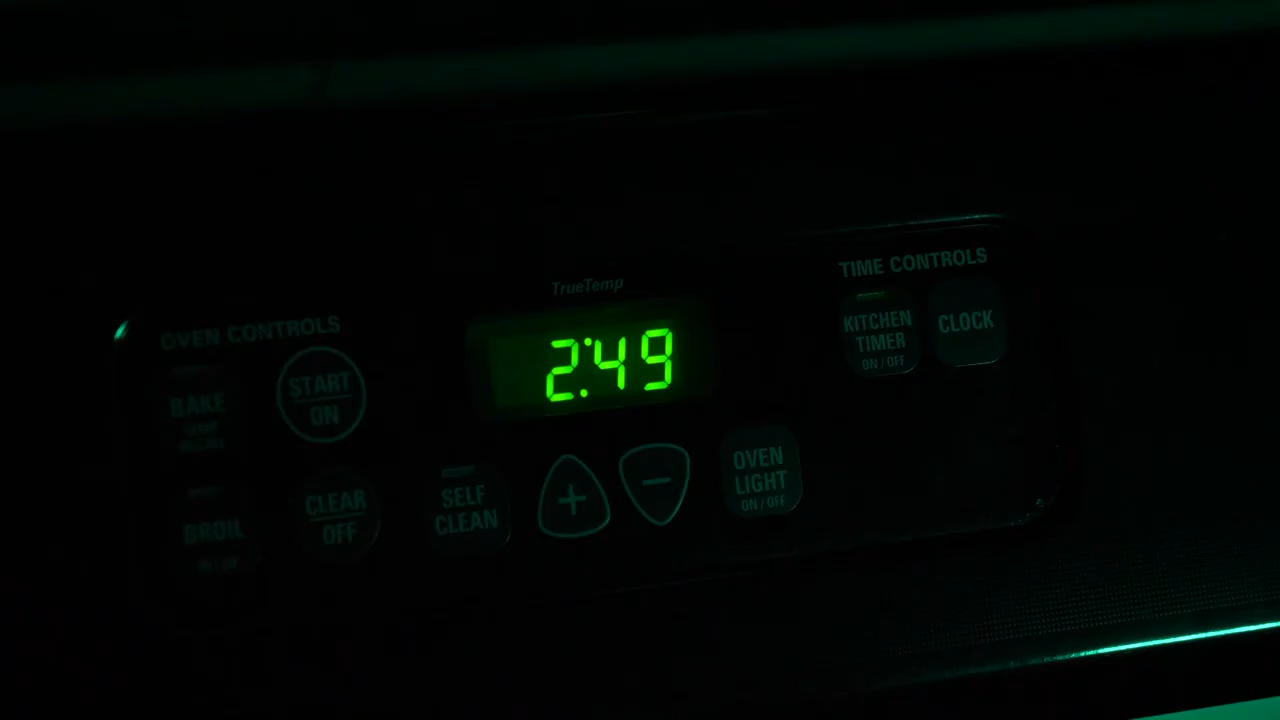 TrueTemp
2:49
OVEN CONTROLS
BAKE
START
ON
BROIL
CLEAR
OFF
SELF
CLEAN
+
−
OVEN
LIGHT
ON / OFF
TIME CONTROLS
KITCHEN
TIMER
ON / OFF
CLOCK